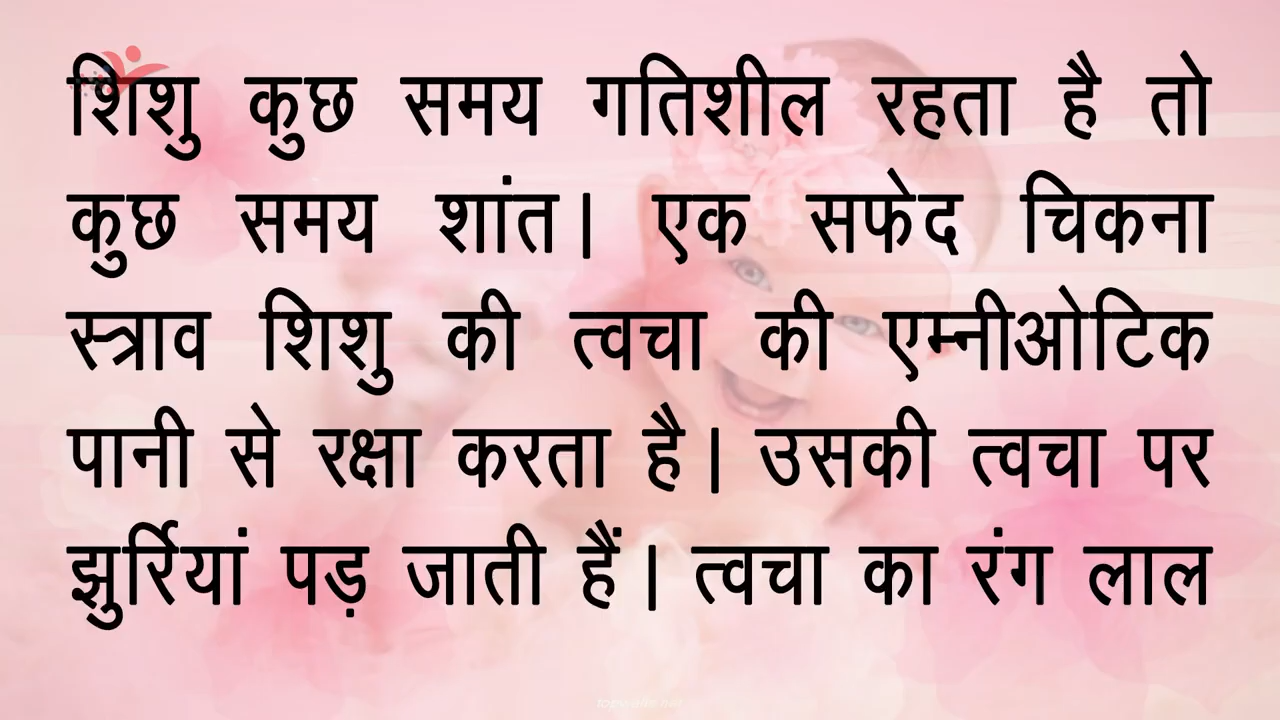 शिशु कुछ समय गतिशील रहता है तो
कुछ समय शांत। एक सफेद चिकना
स्त्राव शिशु की त्वचा की एम्नीओटिक
पानी से रक्षा करता है। उसकी त्वचा पर
झुर्रियां पड़ जाती हैं। त्वचा का रंग लाल